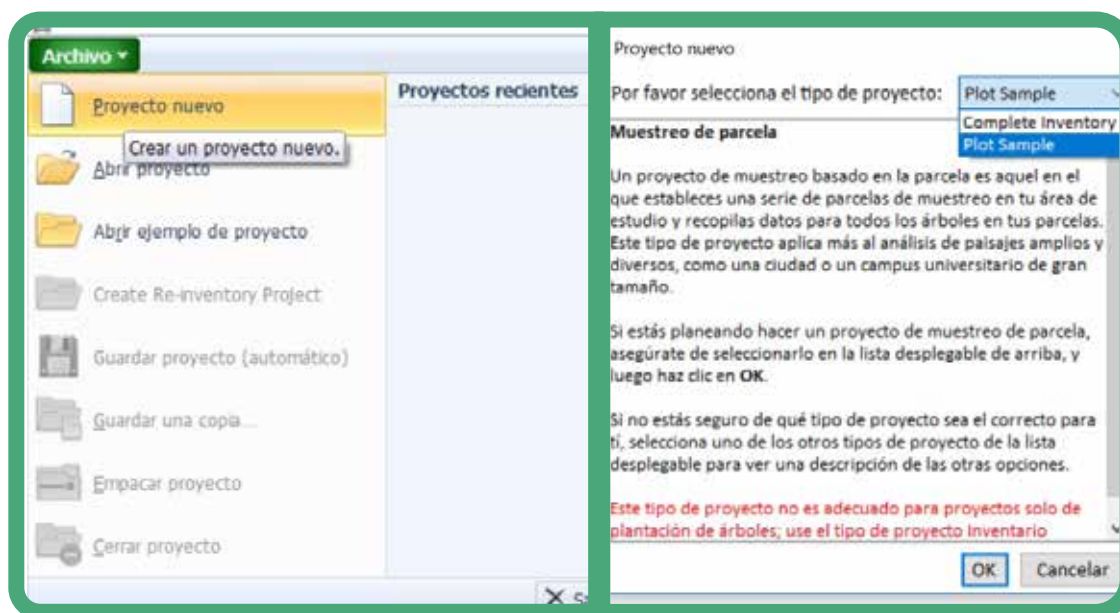 Archivo
Proyecto nuevo
Crear un proyecto nuevo.
Abrir proyecto
Abrir ejemplo de proyecto
Create Re-inventory Project
Guardar proyecto (automático)
Guardar una copia...
Empacar proyecto
Cerrar proyecto
Proyectos recientes
Proyecto nuevo
Por favor selecciona el tipo de proyecto: Plot Sample
Complete Inventory
Plot Sample
Muestreo de parcela
Un proyecto de muestreo basado en la parcela es aquel en el
que estableces una serie de parcelas de muestreo en tu área de
estudio y recopilas datos para todos los árboles en tus parcelas.
Este tipo de proyecto aplica más al análisis de paisajes amplios y
diversos, como una ciudad o un campus universitario de gran
tamaño.
Si estás planeando hacer un proyecto de muestreo de parcela,
asegúrate de seleccionarlo en la lista desplegable de arriba, y
luego haz clic en OK.
Si no estás seguro de qué tipo de proyecto sea el correcto para
tí, selecciona uno de los otros tipos de proyecto de la lista
desplegable para ver una descripción de las otras opciones.
Este tipo de proyecto no es adecuado para proyectos solo de
plantación de árboles; use el tipo de proyecto Inventario
OK Cancelar